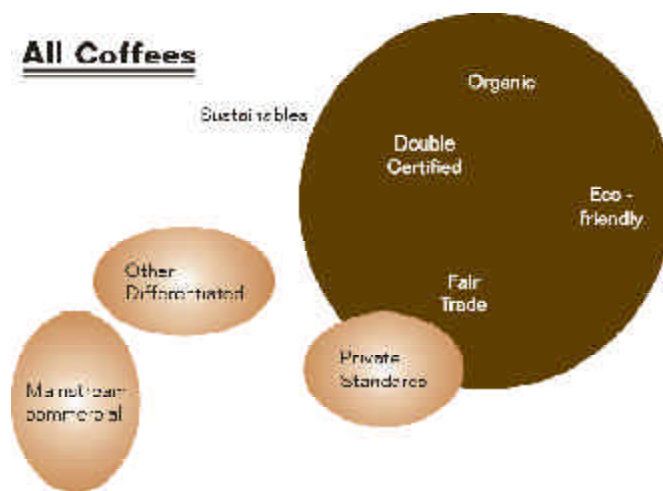 All Coffees
Organic
Sustainables
Double
Certified
Eco -
friendly
Other
Differentiated
Fair
Trade
Private
Standards
Mainstream
commercial